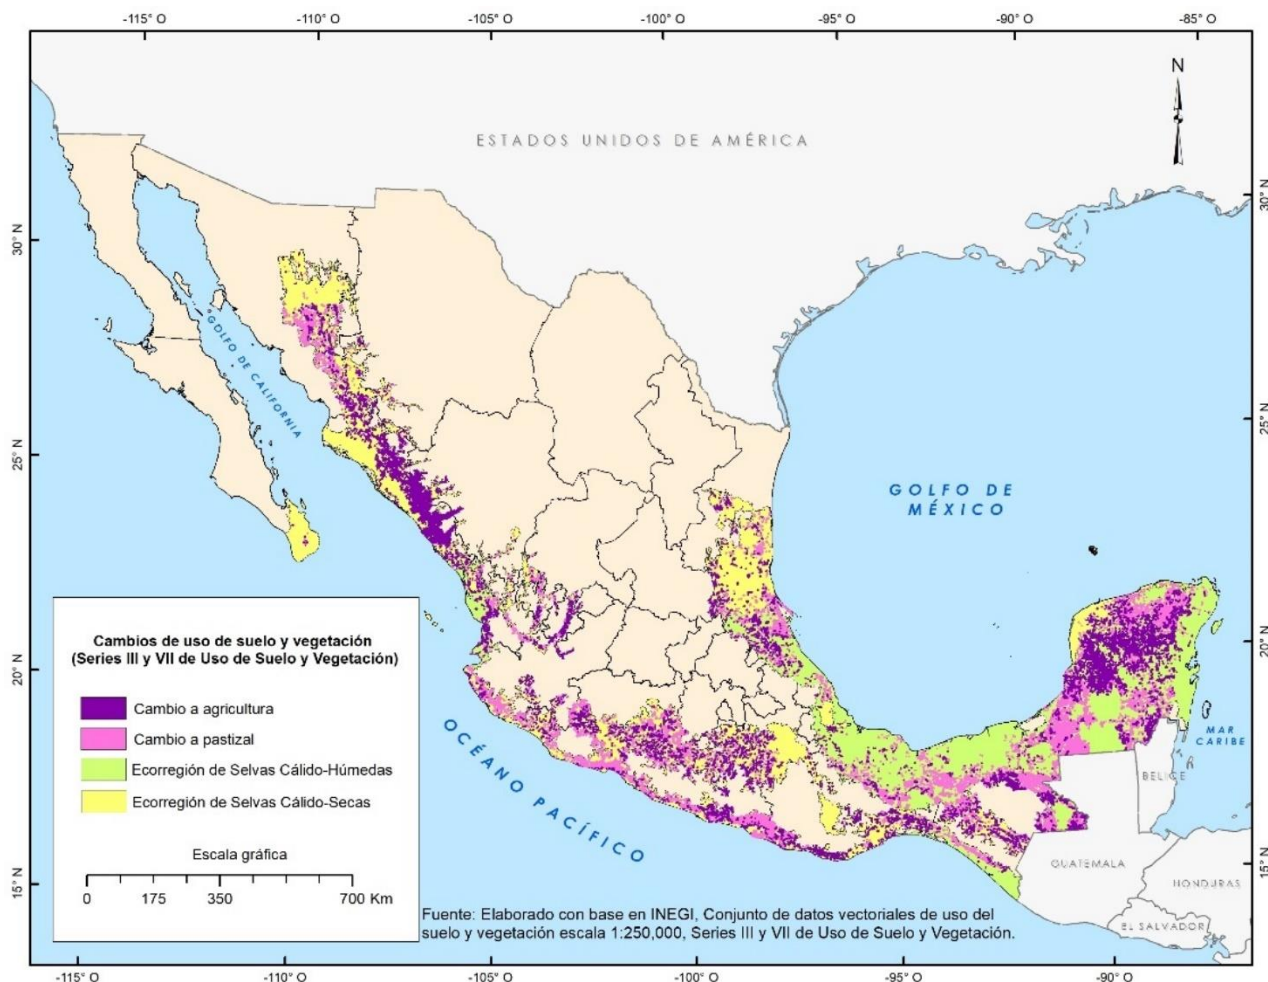 -115° O
-110° O
-105° O
-100° O
-95° O
-90° O
-85° O
N
ESTADOS UNIDOS DE AMÉRICA
30° N
30° N
GOLFO DE CALIFORNIA
25° N
25° N
GOLFO DE
MÉXICO
20° N
20° N
MAR
CARIBE
BELICE
OCÉANO PACÍFICO
15° N
15° N
GUATEMALA
HONDURAS
EL SALVADOR
Cambios de uso de suelo y vegetación
(Series III y VII de Uso de Suelo y Vegetación)
Cambio a agricultura
Cambio a pastizal
Ecorregión de Selvas Cálido-Húmedas
Ecorregión de Selvas Cálido-Secas
Escala gráfica
0 175 350 700 Km
Fuente: Elaborado con base en INEGI, Conjunto de datos vectoriales de uso del
suelo y vegetación escala 1:250,000, Series III y VII de Uso de Suelo y Vegetación.
-115° O
-110° O
-105° O
-100° O
-95° O
-90° O